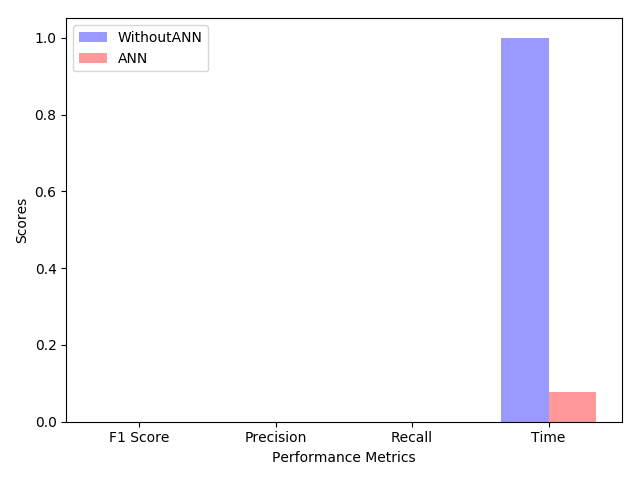 WithoutANN
ANN
1.0
0.8
0.6
0.4
0.2
0.0
Scores
F1 Score Precision Recall Time
Performance Metrics